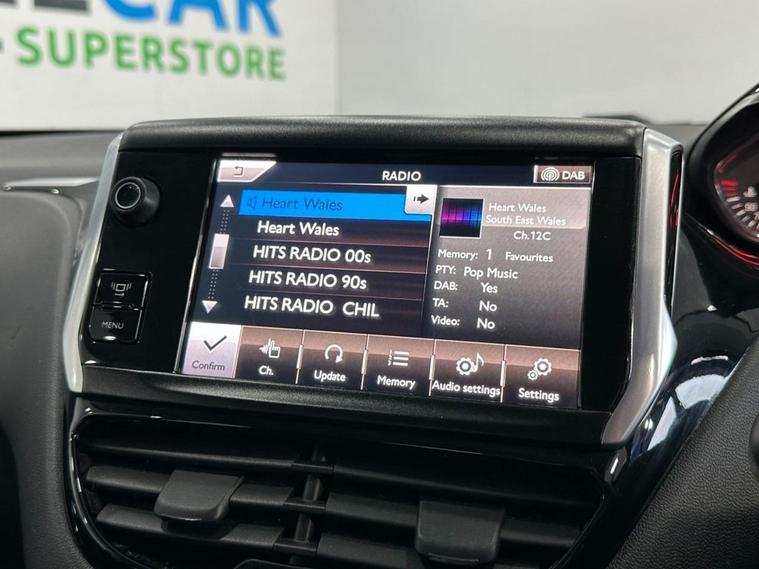 CAR
SUPERSTORE
RADIO
DAB
Heart Wales
Heart Wales
HITS RADIO 00s
HITS RADIO 90s
HITS RADIO CHIL
Heart Wales
South East Wales
Ch.12C
Memory: 1 Favourites
PTY: Pop Music
DAB: Yes
TA: No
Video: No
MENU
Confirm
Ch.
Update
Memory
Audio settings
Settings